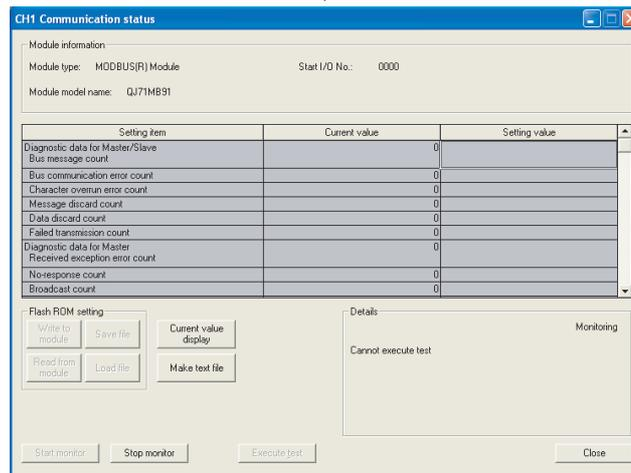 CH1 Communication status
Module information
Module type: MODBUS(R) Module Start I/O No.: 0000
Module model name: QJ71MB91
Setting item Current value Setting value
Diagnostic data for Master/Slave
Bus message count 0
Bus communication error count 0
Character overrun error count 0
Message discard count 0
Data discard count 0
Failed transmission count 0
Diagnostic data for Master
Received exception error count 0
No-response count 0
Broadcast count 0
Flash ROM setting
Write to module Save file Current value display
Read from module Load file Make text file
Details
Monitoring
Cannot execute test
Start monitor Stop monitor Execute test Close